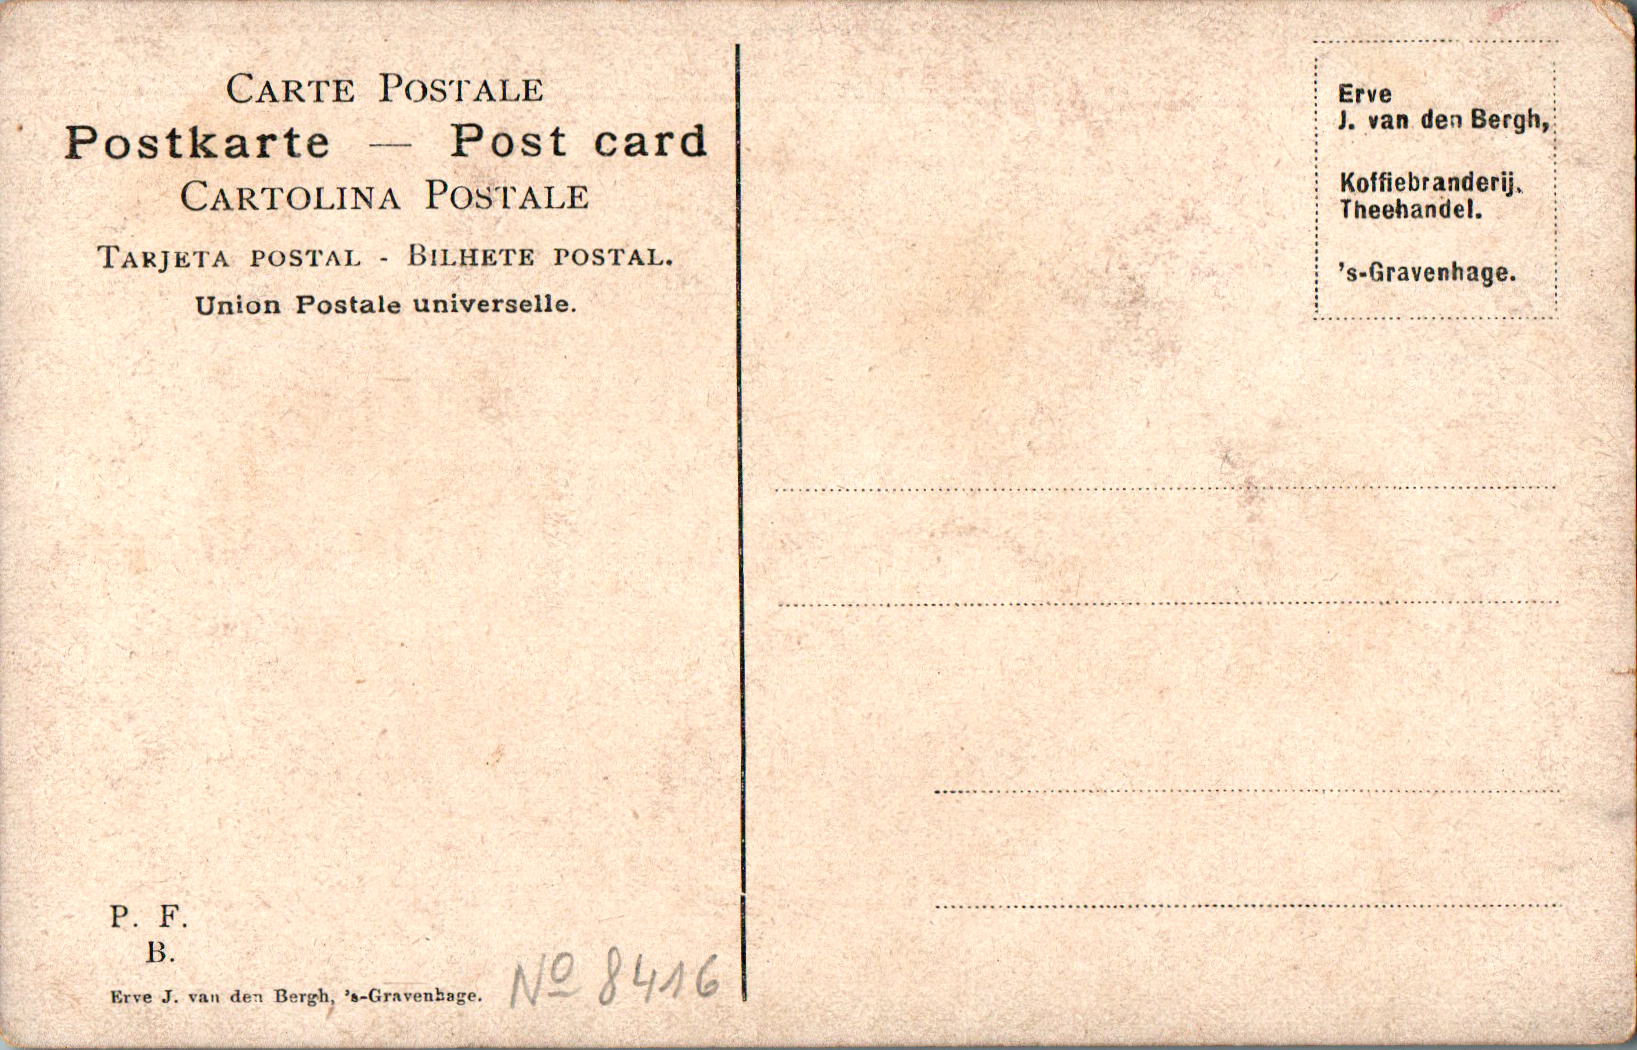 CARTE POSTALE
Postkarte — Post card
CARTOLINA POSTALE
TARJETA POSTAL - BILHETE POSTAL.
Union Postale universelle.
Erve
J. van den Bergh,
Koffiebranderij.
Theehandel.
's-Gravenhage.
P. F.
B.
Erve J. van den Bergh, 's-Gravenhage.
No 8416